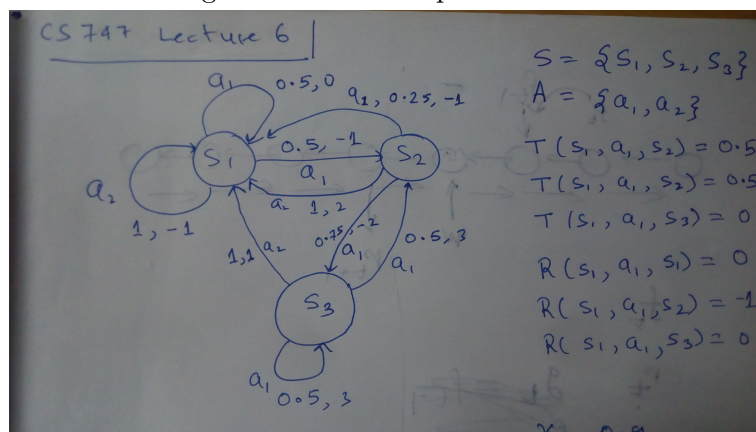 CS 747 Lecture 6
a1 0.5, 0
a1, 0.25, -1
0.5, -1
S1
S2
a1
a2
a2 1, 2
1, -1
0.75, -2
a1
0.5, 3
a1
1, 1 a2
S3
a1
0.5, 3
S = {S1, S2, S3}
A = {a1, a2}
T(S1, a1, S2) = 0.5
T(S1, a1, S2) = 0.5
T(S1, a1, S3) = 0
R(S1, a1, S1) = 0
R(S1, a1, S2) = -1
R(S1, a1, S3) = 0